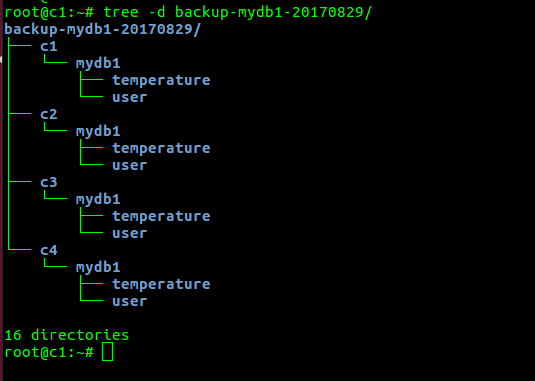 root@c1:~# tree -d backup-mydb1-20170829/
backup-mydb1-20170829/
├── c1
│   └── mydb1
│       ├── temperature
│       └── user
├── c2
│   └── mydb1
│       ├── temperature
│       └── user
├── c3
│   └── mydb1
│       ├── temperature
│       └── user
└── c4
    └── mydb1
        ├── temperature
        └── user
16 directories
root@c1:~#